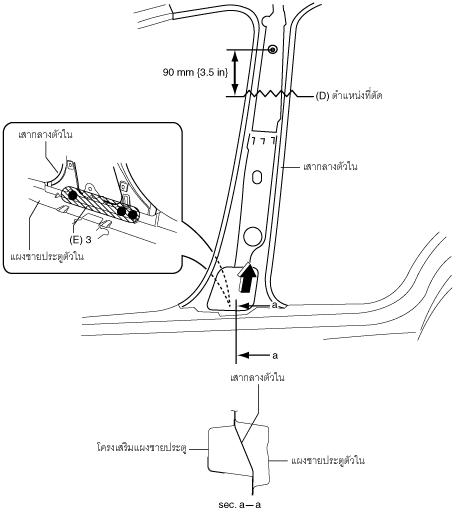 90 mm {3.5 in}
(D) ตำแหน่งที่ตัด
เสากลางตัวใน
เสากลางตัวใน
(E) 3
แผงชายประตูตัวใน
a
a
เสากลางตัวใน
โครงเสริมแผงชายประตู
แผงชายประตูตัวใน
sec. a—a